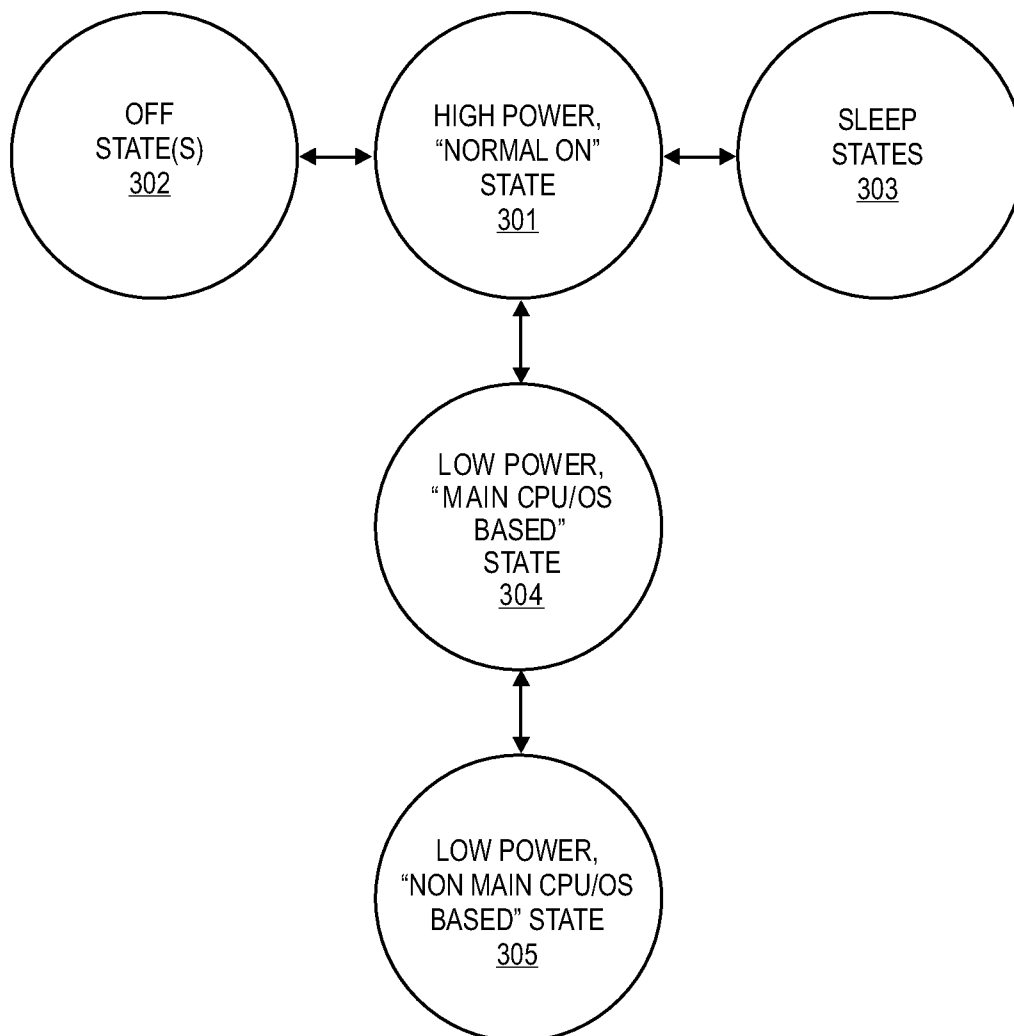 OFF
STATE(S)
302
HIGH POWER,
“NORMAL ON”
STATE
301
SLEEP
STATES
303
LOW POWER,
“MAIN CPU/OS
BASED”
STATE
304
LOW POWER,
“NON MAIN CPU/OS
BASED” STATE
305